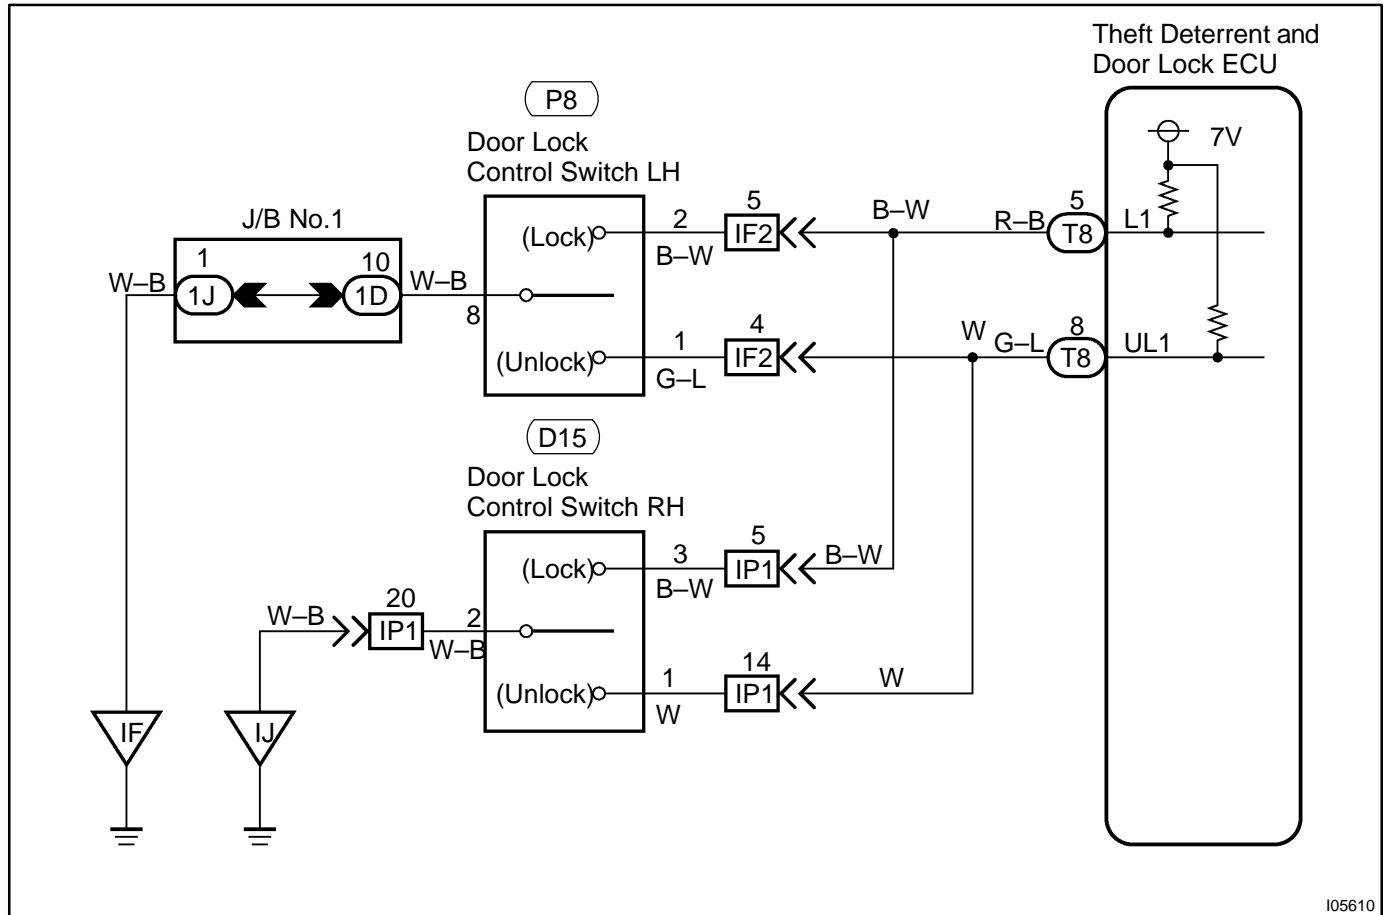 Theft Deterrent and
Door Lock ECU
P8
7V
Door Lock
Control Switch LH
J/B No.1
5
5
2
(Lock)
IF2
B–W
R–B
T8
L1
B–W
1
10
W–B
1J
1D
W–B
8
4
8
1
W
G–L
(Unlock)
IF2
T8
UL1
G–L
D15
Door Lock
Control Switch RH
5
3
(Lock)
IP1
B–W
B–W
20
2
W–B
IP1
W–B
14
1
W
(Unlock)
IP1
W
IF
IJ
I05610